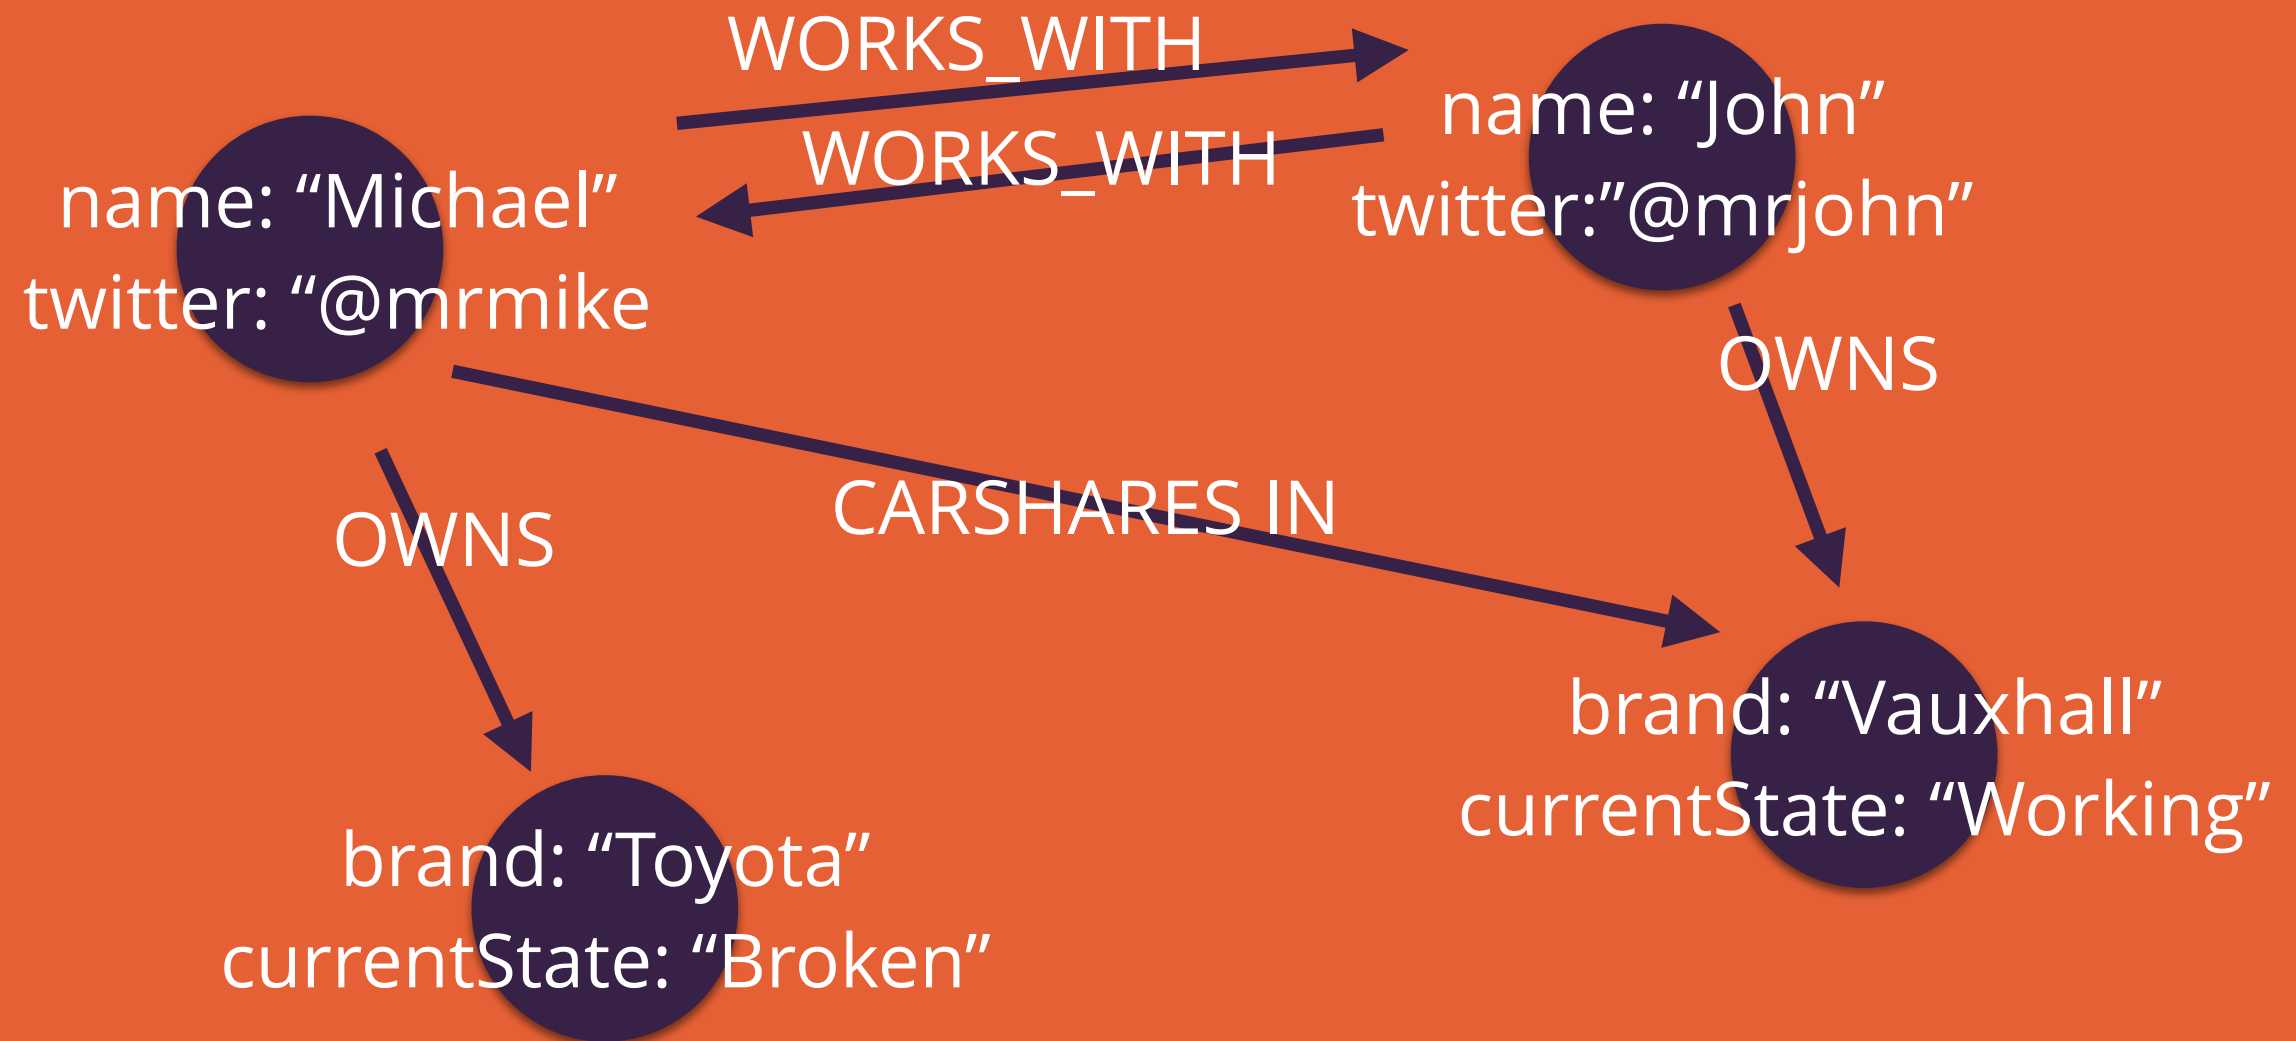 WORKS_WITH
WORKS_WITH
name: “John”
twitter:”@mrjohn”
name: “Michael”
twitter: “@mrmike
OWNS
CARSHARES IN
OWNS
brand: “Vauxhall”
currentState: “Working”
brand: “Toyota”
currentState: “Broken”